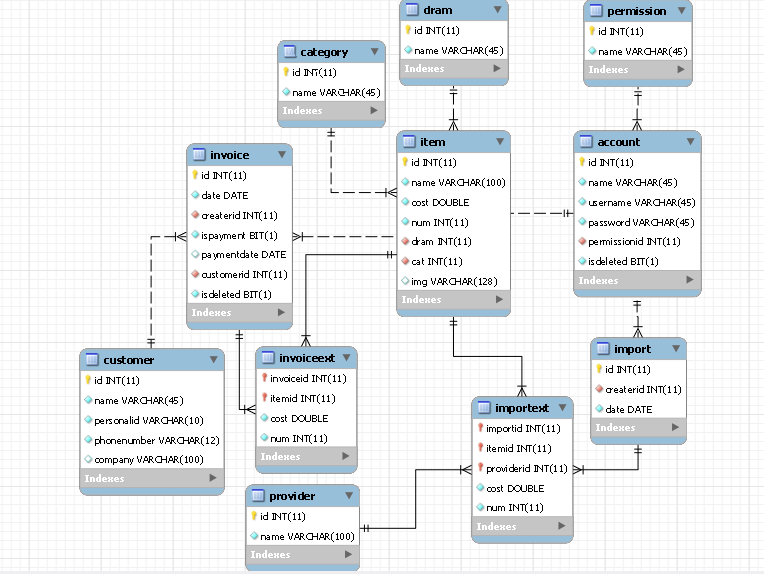 dram
id INT(11)
name VARCHAR(45)
Indexes
permission
id INT(11)
name VARCHAR(45)
Indexes
category
id INT(11)
name VARCHAR(45)
Indexes
item
id INT(11)
name VARCHAR(100)
cost DOUBLE
num INT(11)
dram INT(11)
cat INT(11)
img VARCHAR(128)
Indexes
account
id INT(11)
name VARCHAR(45)
username VARCHAR(45)
password VARCHAR(45)
permissionid INT(11)
isdeleted BIT(1)
Indexes
invoice
id INT(11)
date DATE
createrid INT(11)
ispayment BIT(1)
paymentdate DATE
customerid INT(11)
isdeleted BIT(1)
Indexes
customer
id INT(11)
name VARCHAR(45)
personalid VARCHAR(10)
phonenumber VARCHAR(12)
company VARCHAR(100)
Indexes
invoiceext
invoiceid INT(11)
itemid INT(11)
cost DOUBLE
num INT(11)
Indexes
import
id INT(11)
createrid INT(11)
date DATE
Indexes
importext
importid INT(11)
itemid INT(11)
providerid INT(11)
cost DOUBLE
num INT(11)
Indexes
provider
id INT(11)
name VARCHAR(100)
Indexes